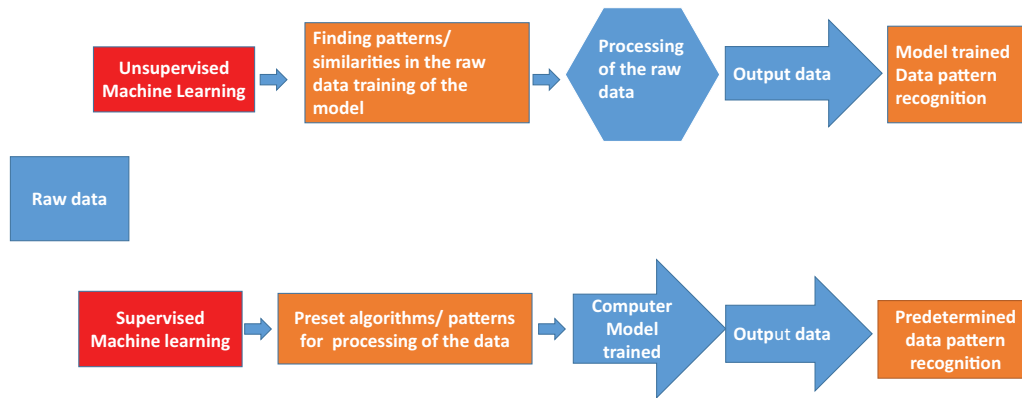 Unsupervised
Machine Learning
Finding patterns/
similarities in the raw
data training of the
model
Processing
of the raw
data
Output data
Model trained
Data pattern
recognition
Raw data
Supervised
Machine learning
Preset algorithms/ patterns
for processing of the data
Computer
Model
trained
Output data
Predetermined
data pattern
recognition